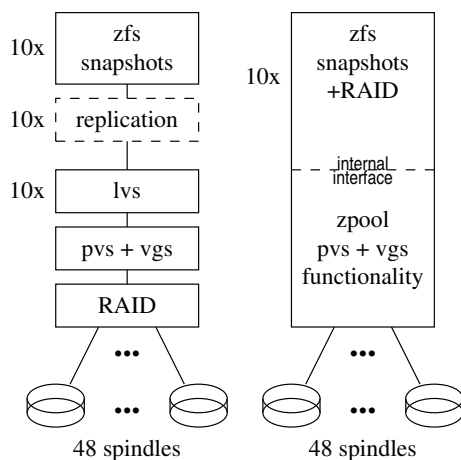 10x
zfs
snapshots
10x
replication
10x
lvs
pvs + vgs
RAID
...
...
48 spindles
10x
zfs
snapshots
+RAID
internal
interface
zpool
pvs + vgs
functionality
...
...
48 spindles